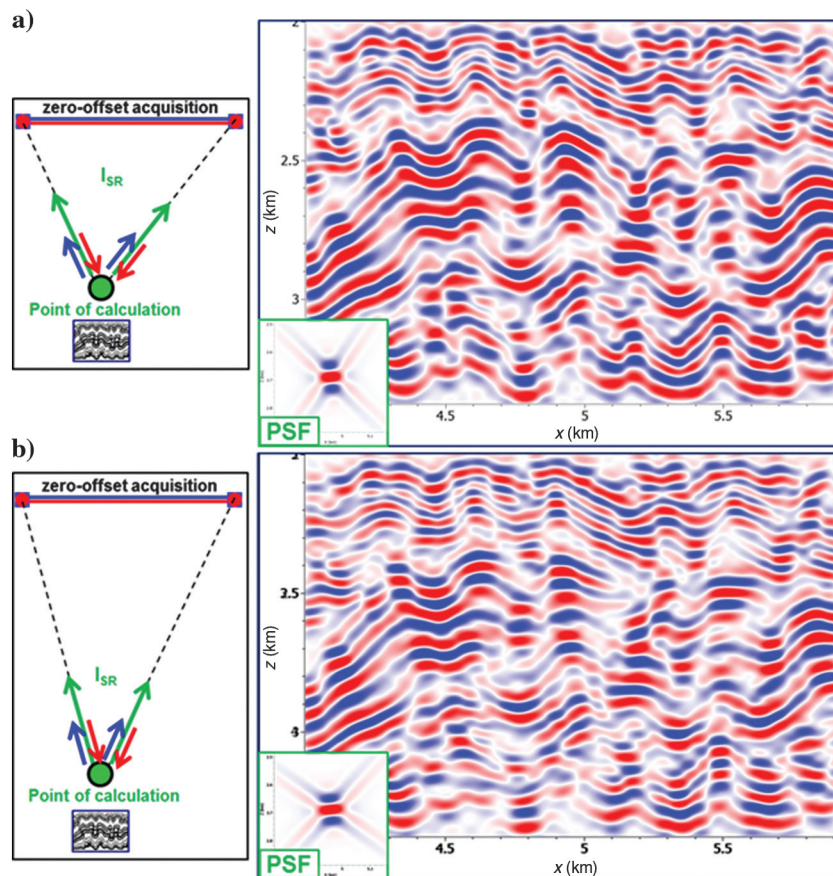 a)
zero-offset acquisition
I_SR
Point of calculation
2
2.5
3
z (km)
PSF
4.5
5
5.5
x (km)
b)
zero-offset acquisition
I_SR
Point of calculation
3.5
z (km)
PSF
4.5
5
5.5
x (km)